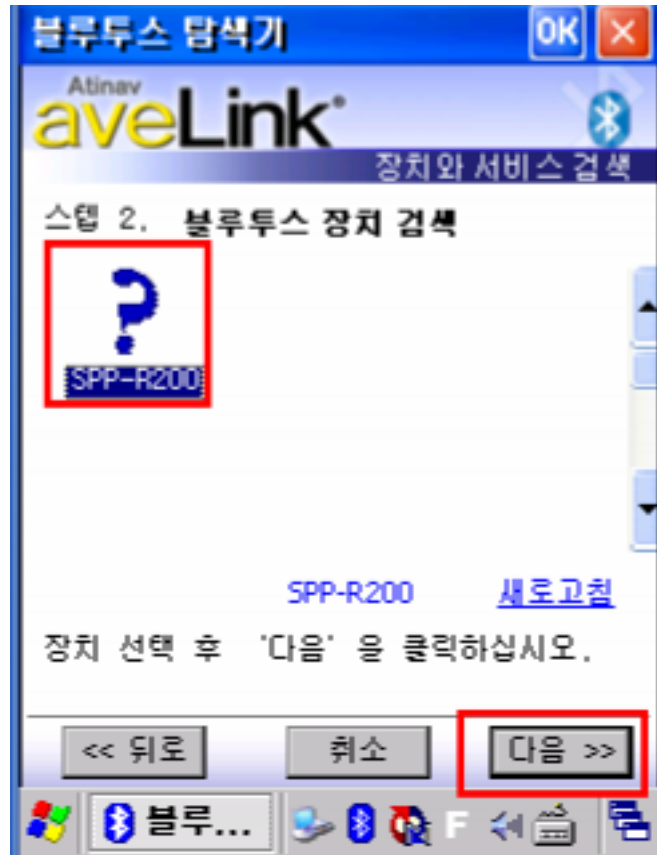 블루투스 탐색기 OK
Atinav
aveLink
장치와 서비스 검색
스텝 2. 블루투스 장치 검색
?
SPP-R200
SPP-R200 새로고침
장치 선택 후 '다음' 을 클릭하십시오.
<< 뒤로 취소 다음 >>
블루... F